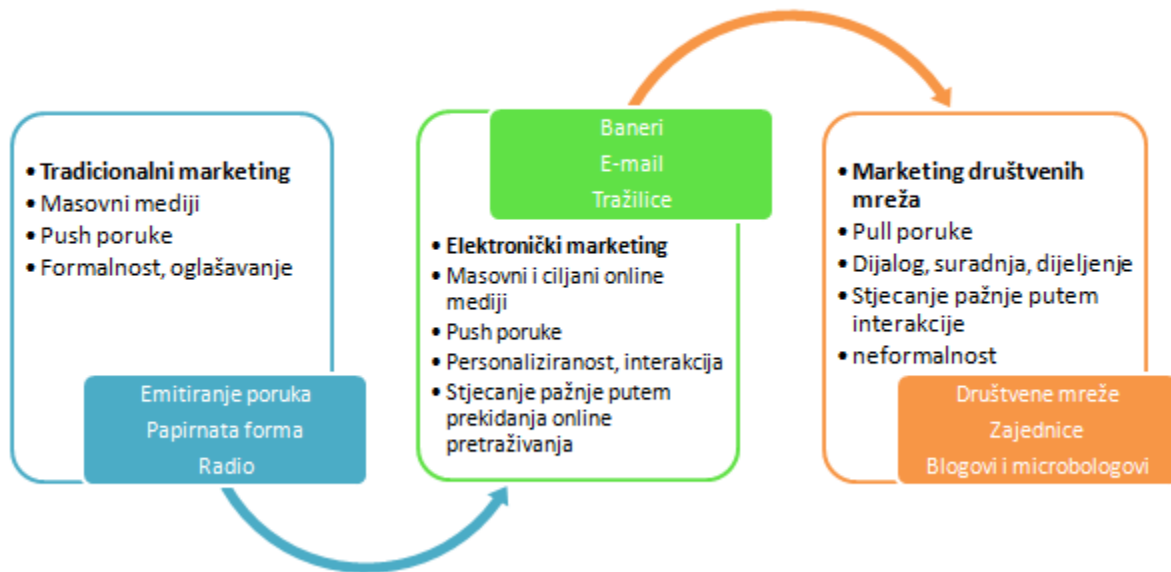 • Tradicionalni marketing
• Masovni mediji
• Push poruke
• Formalnost, oglašavanje
Emitiranje poruka
Papirnata forma
Radio
Baneri
E-mail
Tražilice
• Elektronički marketing
• Masovni i ciljani online
mediji
• Push poruke
• Personaliziranost, interakcija
• Stjecanje pažnje putem
prekidanja online
pretraživanja
• Marketing društvenih
mreža
• Pull poruke
• Dijalog, suradnja, dijeljenje
• Stjecanje pažnje putem
interakcije
• neformalnost
Društvene mreže
Zajednice
Blogovi i microbologovi